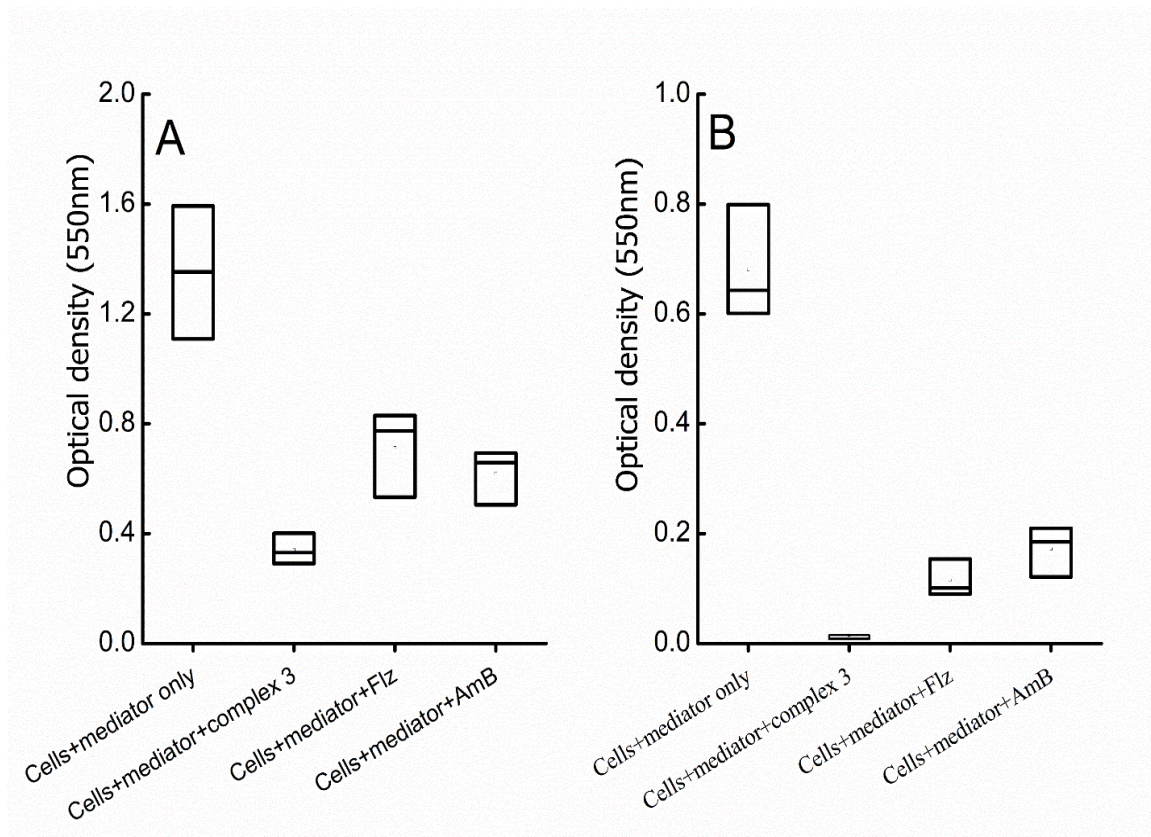 A
Optical density (550nm)
2.0
1.6
1.2
0.8
0.4
0.0
Cells+mediator only
Cells+mediator+complex 3
Cells+mediator+Flz
Cells+mediator+AmB
B
Optical density (550nm)
1.0
0.8
0.6
0.4
0.2
0.0
Cells+mediator only
Cells+mediator+complex 3
Cells+mediator+Flz
Cells+mediator+AmB